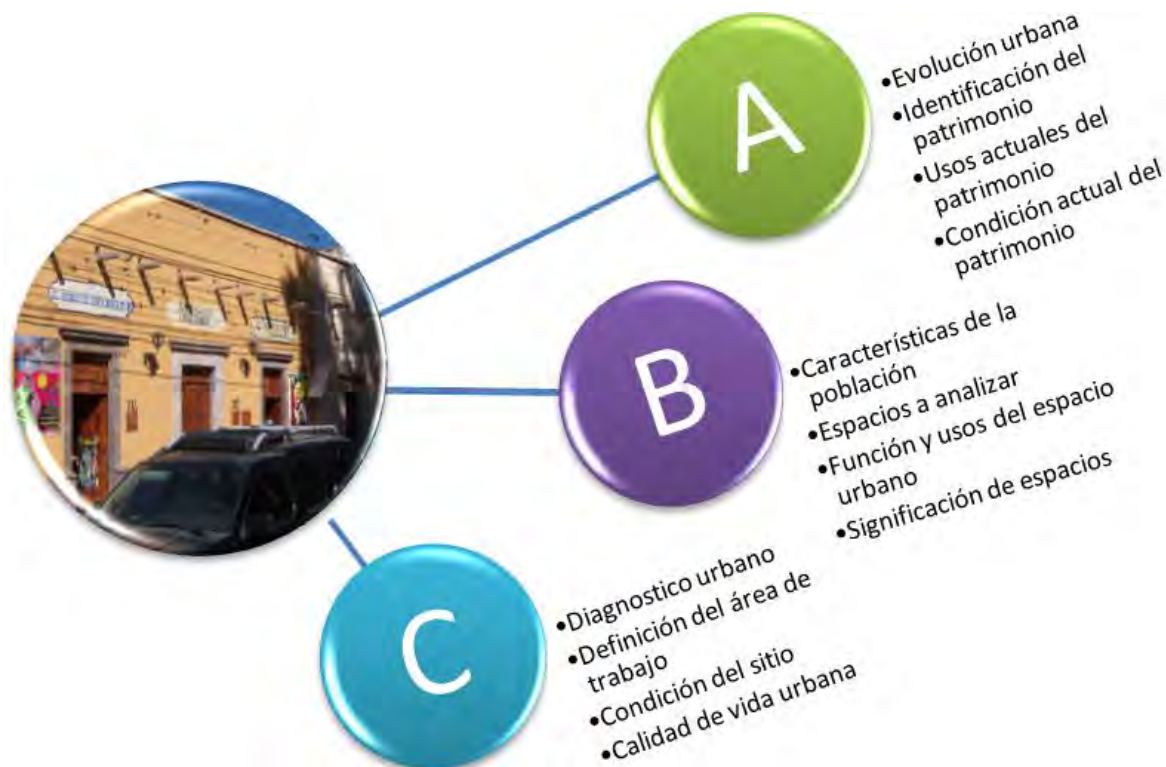 A
•Evolución urbana
•Identificación del
patrimonio
•Usos actuales del
patrimonio
•Condición actual del
patrimonio
B
•Características de la
población
•Espacios a analizar
•Función y usos del espacio
urbano
•Significación de espacios
C
•Diagnostico urbano
•Definición del área de
trabajo
•Condición del sitio
•Calidad de vida urbana